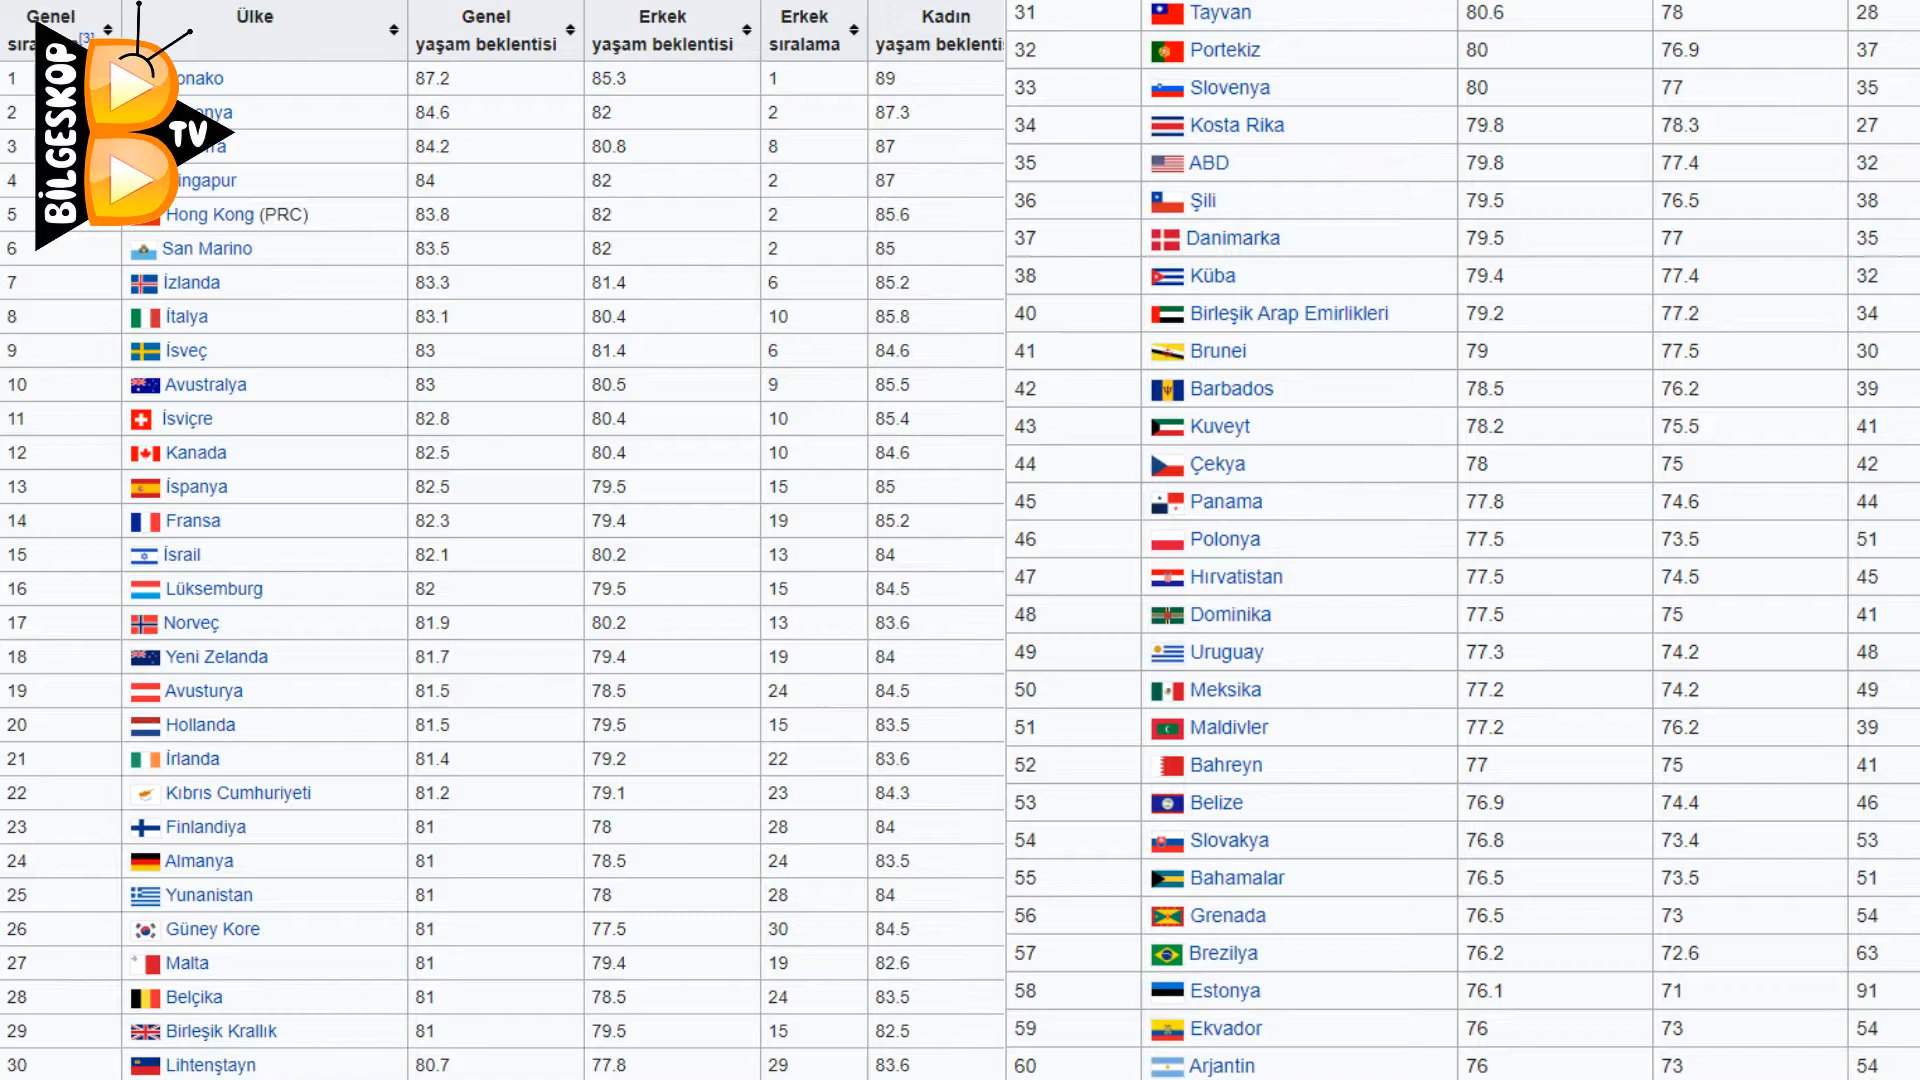 Genel Ülke Genel Erkek Erkek Kadın
[3] yaşam beklentisi yaşam beklentisi sıralama yaşam beklenti
BİLGESKOP
TV
1 87.2 85.3 1 89
2 84.6 82 2 87.3
3 84.2 80.8 8 87
4 84 82 2 87
5 Hong Kong (PRC) 83.8 82 2 85.6
6 San Marino 83.5 82 2 85
7 İzlanda 83.3 81.4 6 85.2
8 İtalya 83.1 80.4 10 85.8
9 İsveç 83 81.4 6 84.6
10 Avustralya 83 80.5 9 85.5
11 İsviçre 82.8 80.4 10 85.4
12 Kanada 82.5 80.4 10 84.6
13 İspanya 82.5 79.5 15 85
14 Fransa 82.3 79.4 19 85.2
15 İsrail 82.1 80.2 13 84
16 Lüksemburg 82 79.5 15 84.5
17 Norveç 81.9 80.2 13 83.6
18 Yeni Zelanda 81.7 79.4 19 84
19 Avusturya 81.5 78.5 24 84.5
20 Hollanda 81.5 79.5 15 83.5
21 İrlanda 81.4 79.2 22 83.6
22 Kıbrıs Cumhuriyeti 81.2 79.1 23 84.3
23 Finlandiya 81 78 28 84
24 Almanya 81 78.5 24 83.5
25 Yunanistan 81 78 28 84
26 Güney Kore 81 77.5 30 84.5
27 Malta 81 79.4 19 82.6
28 Belçika 81 78.5 24 83.5
29 Birleşik Krallık 81 79.5 15 82.5
30 Lihtenştayn 80.7 77.8 29 83.6
31 Tayvan 80.6 78 28
32 Portekiz 80 76.9 37
33 Slovenya 80 77 35
34 Kosta Rika 79.8 78.3 27
35 ABD 79.8 77.4 32
36 Şili 79.5 76.5 38
37 Danimarka 79.5 77 35
38 Küba 79.4 77.4 32
40 Birleşik Arap Emirlikleri 79.2 77.2 34
41 Brunei 79 77.5 30
42 Barbados 78.5 76.2 39
43 Kuveyt 78.2 75.5 41
44 Çekya 78 75 42
45 Panama 77.8 74.6 44
46 Polonya 77.5 73.5 51
47 Hırvatistan 77.5 74.5 45
48 Dominika 77.5 75 41
49 Uruguay 77.3 74.2 48
50 Meksika 77.2 74.2 49
51 Maldivler 77.2 76.2 39
52 Bahreyn 77 75 41
53 Belize 76.9 74.4 46
54 Slovakya 76.8 73.4 53
55 Bahamalar 76.5 73.5 51
56 Grenada 76.5 73 54
57 Brezilya 76.2 72.6 63
58 Estonya 76.1 71 91
59 Ekvador 76 73 54
60 Arjantin 76 73 54